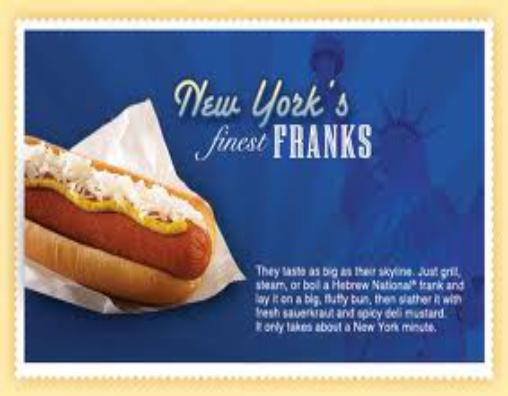 New York's
finest FRANKS
They taste as big as their skyline. Just grill,
steam, or boil a Hebrew National® frank and
lay it on a big, fluffy bun, then slather it with
fresh sauerkraut and spicy deli mustard.
It only takes about a New York minute.